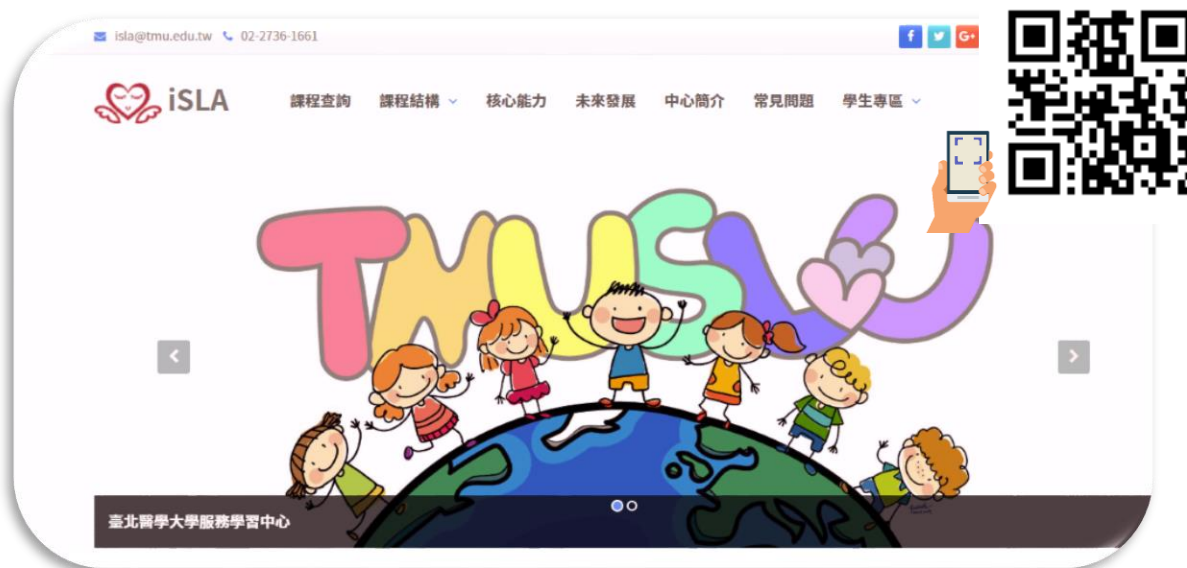 isla@tmu.edu.tw 02-2736-1661
f G+
iSLA 課程查詢 課程結構 核心能力 未來發展 中心簡介 常見問題 學生專區
TMUSLC
臺北醫學大學服務學習中心